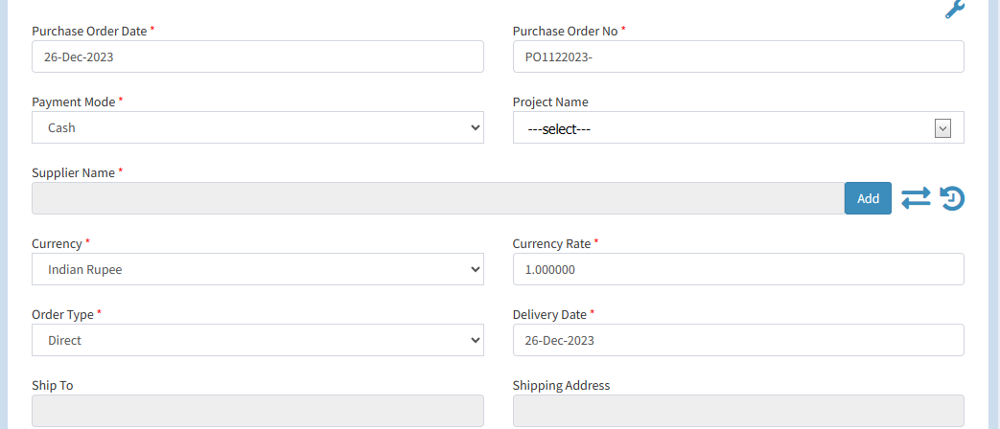 Purchase Order Date * Purchase Order No *
26-Dec-2023 PO1122023-
Payment Mode * Project Name
Cash ---select---
Supplier Name *
Add
Currency * Currency Rate *
Indian Rupee 1.000000
Order Type * Delivery Date *
Direct 26-Dec-2023
Ship To Shipping Address